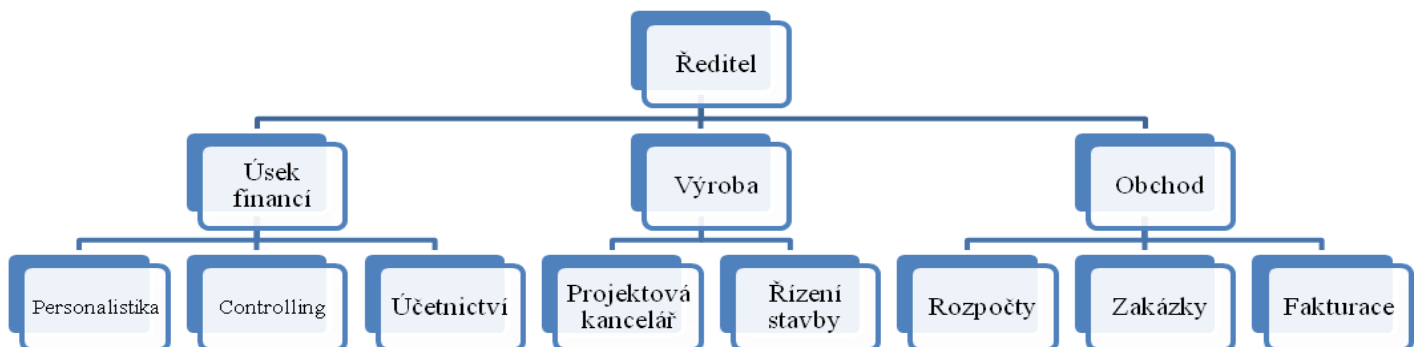 Ředitel
Úsek
financí
Výroba
Obchod
Personalistika
Controlling
Účetnictví
Projektová
kancelář
Řízení
stavby
Rozpočty
Zakázky
Fakturace